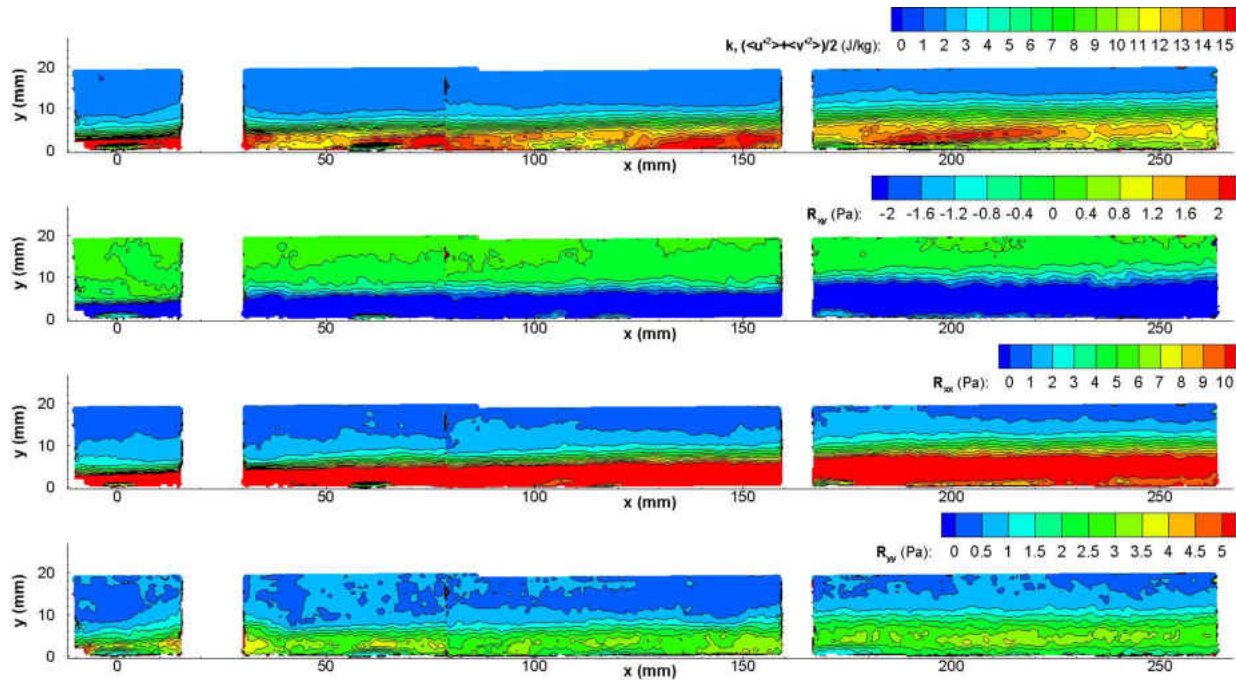 k, (<u'²>+<v'²>)/2 (J/kg): 0 1 3 4 5 6 7 8 9 10 11 12 13 14 15
y (mm)
20
10
0
0 50 100 150 200 250
x (mm)
R_xy (Pa): -2 -1.6 -1.2 -0.8 -0.4 0 0.4 0.8 1.2 1.6 2
y (mm)
20
10
0
0 50 100 150 200 250
x (mm)
R_xx (Pa): 0 1 2 3 4 5 6 7 8 9 10
y (mm)
20
10
0
0 50 100 150 200 250
x (mm)
R_yy (Pa): 0 0.5 1 1.5 2 2.5 3 3.5 4 4.5 5
y (mm)
20
10
0
0 50 100 150 200 250
x (mm)